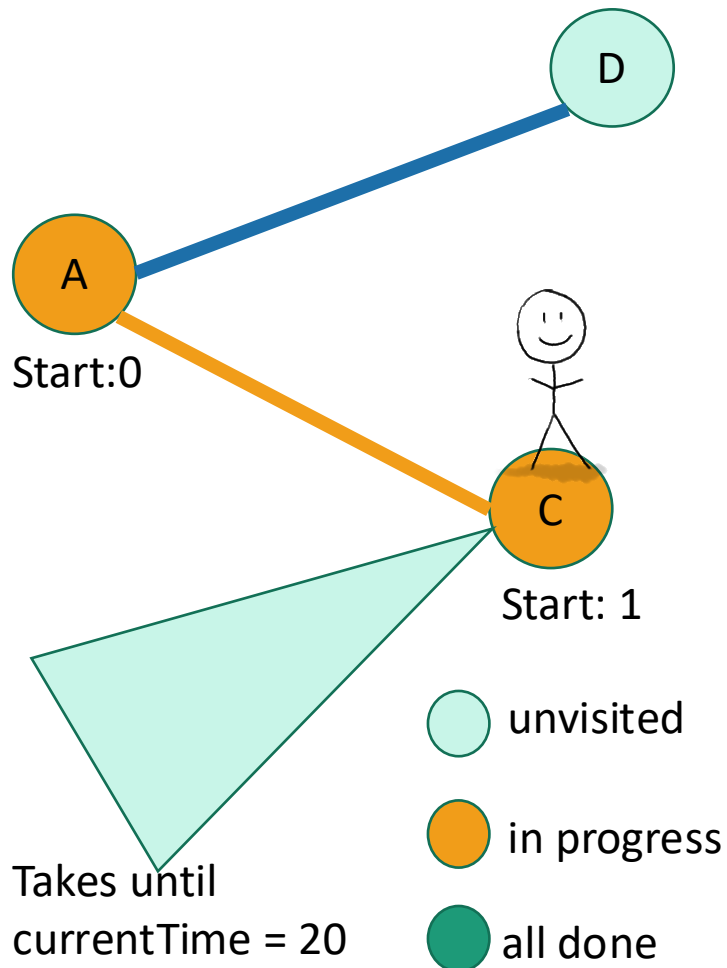 D
A
Start:0
C
Start: 1
unvisited
in progress
all done
Takes until
currentTime = 20